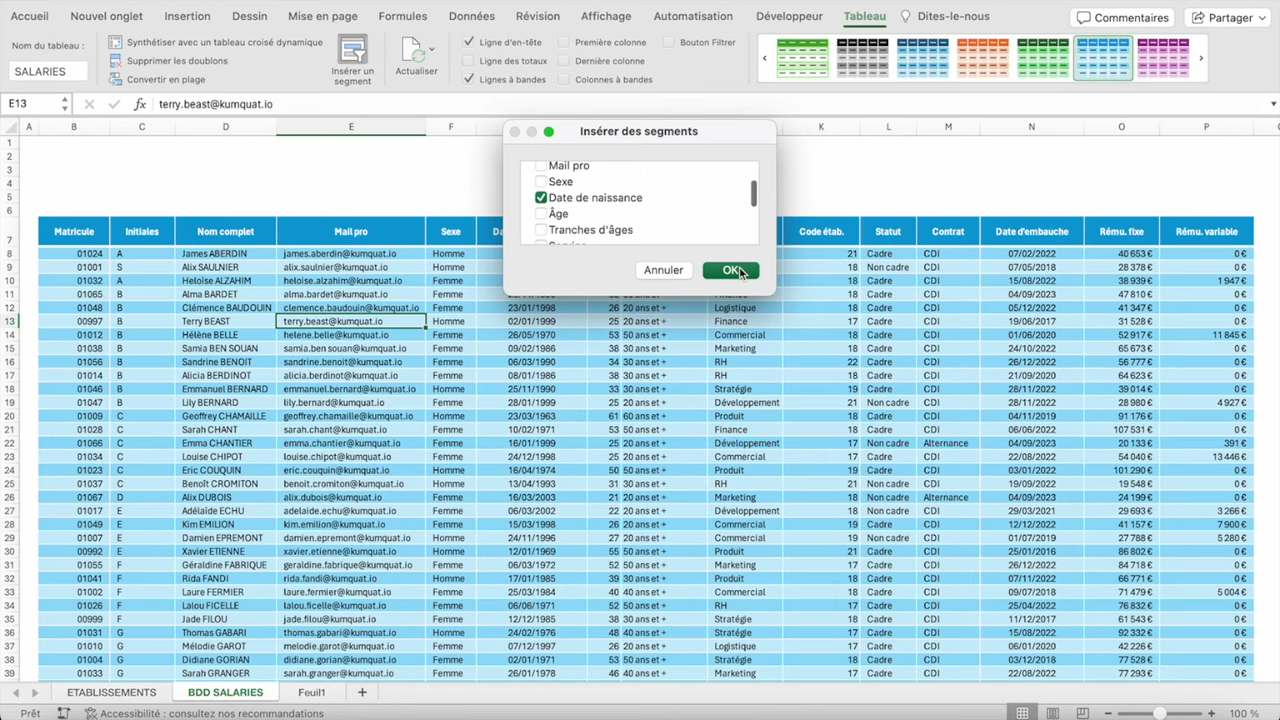 Accueil Nouvel onglet Insertion Dessin Mise en page Formules Données Révision Affichage Automatisation Développeur Tableau Dites-le-nous Commentaires Partager
Nom du tableau :
SALARIES
Supprimer les doublons
Convertir en plage
Insérer un segment
Actualiser
Ligne d'en-tête Première colonne Bouton Filtrer
Ligne des totaux Dernière colonne
Lignes à bandes Colonnes à bandes
E13 fx terry.beast@kumquat.io
A B C D E F K L M N O P
Insérer des segments
Mail pro
Sexe
Date de naissance
Âge
Tranches d'âges
Annuler OK
1
2
3
4
5
6
7 Matricule Initiales Nom complet Mail pro Sexe Da Code étab. Statut Contrat Date d'embauche Rému. fixe Rému. variable
8 01024 A James ABERDIN james.aberdin@kumquat.io Homme 21 Cadre CDI 07/02/2022 40 653 € 0 €
9 01001 S Alix SAULNIER alix.saulnier@kumquat.io Homme 18 Non cadre CDI 07/05/2018 28 378 € 0 €
10 01032 A Heloïse ALZAHIM heloise.alzahim@kumquat.io Femme 18 Cadre CDI 15/08/2022 38 939 € 1 947 €
11 01065 B Alma BARDET alma.bardet@kumquat.io Femme 18 Cadre CDI 04/09/2023 47 810 € 0 €
12 01044 B Clémence BAUDOUIN clemence.baudouin@kumquat.io Femme 23/01/1998 26 20 ans et + Logistique 18 Cadre CDI 05/12/2022 41 347 € 0 €
13 00997 B Terry BEAST terry.beast@kumquat.io Homme 02/01/1999 25 20 ans et + Finance 17 Cadre CDI 19/06/2017 31 528 € 0 €
14 01012 B Hélène BELLE helene.belle@kumquat.io Femme 26/05/1970 53 50 ans et + Commercial 17 Cadre CDI 01/06/2020 52 917 € 11 845 €
15 01038 B Samia BEN SOUAN samia.ben souan@kumquat.io Femme 09/02/1986 38 30 ans et + Marketing 18 Cadre CDI 24/10/2022 65 673 € 0 €
16 01056 B Sandrine BENOIT sandrine.benoit@kumquat.io Femme 06/03/1990 34 30 ans et + RH 22 Cadre CDI 26/12/2022 56 777 € 0 €
17 01014 B Alicia BERDINOT alicia.berdinot@kumquat.io Femme 08/01/1986 38 30 ans et + RH 18 Cadre CDI 21/09/2020 64 623 € 0 €
18 01046 B Emmanuel BERNARD emmanuel.bernard@kumquat.io Homme 25/11/1990 33 30 ans et + Stratégie 19 Cadre CDI 28/11/2022 39 014 € 0 €
19 01047 B Lily BERNARD lily.bernard@kumquat.io Femme 28/01/1999 25 20 ans et + Développement 21 Non cadre CDI 28/11/2022 28 980 € 4 927 €
20 01009 C Geoffrey CHAMAILLE geoffrey.chamaille@kumquat.io Homme 23/03/1963 61 60 ans et + Produit 18 Cadre CDI 04/11/2019 91 176 € 0 €
21 01028 C Sarah CHANT sarah.chant@kumquat.io Femme 10/02/1971 53 50 ans et + Finance 18 Cadre CDI 06/06/2022 107 531 € 0 €
22 01066 C Emma CHANTIER emma.chantier@kumquat.io Femme 16/01/1999 25 20 ans et + Développement 17 Non cadre Alternance 04/09/2023 20 133 € 391 €
23 01034 C Louise CHIPOT louise.chipot@kumquat.io Femme 24/12/1998 25 20 ans et + Commercial 17 Cadre CDI 22/08/2022 54 040 € 13 446 €
24 01023 C Eric COUQUIN eric.couquin@kumquat.io Homme 16/04/1974 50 50 ans et + Produit 19 Cadre CDI 03/01/2022 101 290 € 0 €
25 01037 C Benoît CROMITON benoit.cromiton@kumquat.io Homme 13/04/1993 31 30 ans et + RH 18 Non cadre CDI 19/09/2022 19 548 € 0 €
26 01067 D Alix DUBOIS alix.dubois@kumquat.io Femme 16/03/2003 21 20 ans et + Marketing 18 Non cadre Alternance 04/09/2023 24 199 € 0 €
27 01017 E Adélaïde ECHU adelaide.echu@kumquat.io Femme 06/03/2002 22 20 ans et + Développement 21 Non cadre CDI 29/03/2021 29 693 € 3 266 €
28 01049 E Kim EMILION kim.emilion@kumquat.io Femme 15/03/1998 26 20 ans et + Commercial 19 Cadre CDI 12/12/2022 41 157 € 7 900 €
29 01007 E Damien EPREMONT damien.epremont@kumquat.io Homme 24/11/1996 27 20 ans et + Commercial 19 Non cadre CDI 01/07/2019 27 788 € 5 280 €
30 00992 E Xavier ETIENNE xavier.etienne@kumquat.io Homme 12/01/1969 55 50 ans et + Produit 21 Cadre CDI 25/01/2016 86 802 € 0 €
31 01055 F Géraldine FABRIQUE geraldine.fabrique@kumquat.io Femme 06/03/1972 52 50 ans et + Marketing 18 Cadre CDI 26/12/2022 84 718 € 0 €
32 01041 F Rida FANDI rida.fandi@kumquat.io Homme 17/01/1985 39 30 ans et + Produit 18 Cadre CDI 07/11/2022 66 771 € 0 €
33 01002 F Laure FERMIER laure.fermier@kumquat.io Femme 25/03/1984 40 40 ans et + Commercial 18 Cadre CDI 09/07/2018 71 479 € 5 004 €
34 01026 F Lalou FICELLE lalou.ficelle@kumquat.io Femme 06/06/1971 52 50 ans et + RH 17 Cadre CDI 25/04/2022 76 832 € 0 €
35 00999 F Jade FILOU jade.filou@kumquat.io Femme 12/12/1985 38 30 ans et + Stratégie 18 Cadre CDI 11/12/2017 61 543 € 0 €
36 01031 G Thomas GABARI thomas.gabari@kumquat.io Homme 24/02/1976 48 40 ans et + Stratégie 17 Cadre CDI 15/08/2022 92 332 € 0 €
37 01010 G Mélodie GAROT melodie.garot@kumquat.io Femme 07/12/1997 26 20 ans et + Logistique 17 Cadre CDI 06/01/2020 42 226 € 0 €
38 01004 G Didiane GORIAN didiane.gorian@kumquat.io Femme 02/01/1971 53 50 ans et + Stratégie 18 Cadre CDI 03/12/2018 77 528 € 0 €
39 01033 G Sarah GRANGER sarah.granger@kumquat.io Femme 46 40 ans et + Marketing 17 Cadre CDI 22/08/2022 77 293 € 0 €
ETABLISSEMENTS BDD SALARIES Feuil1 +
Prêt Accessibilité : consultez nos recommandations 100 %